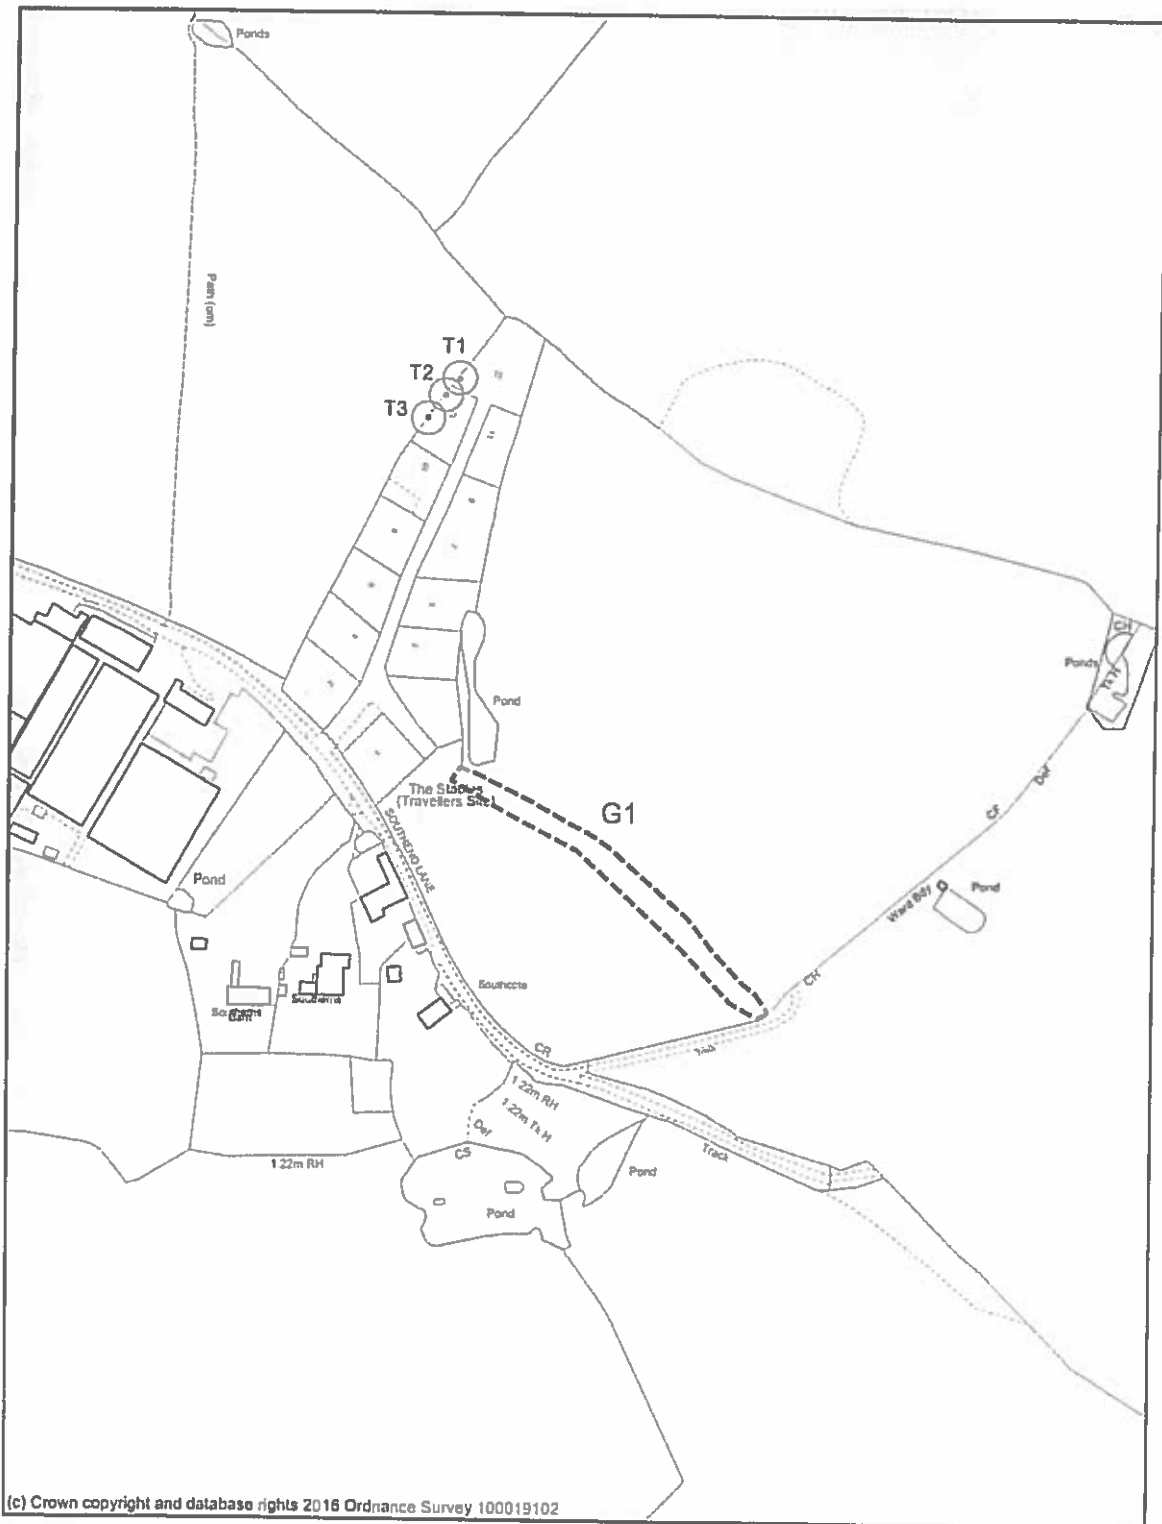 Ponds
Path (um)
T1
T2
T3
Pond
Ponds
Tk H
The Stables
(Travellers Site)
G1
SOUTHEND LANE
Def
CF
Pond
Ward Bdy
Pond
CH
Southcote
CR
Track
1.22m RH
1.22m Tk H
Def
CS
1.22m RH
Track
Pond
Pond
(c) Crown copyright and database rights 2016 Ordnance Survey 100019102